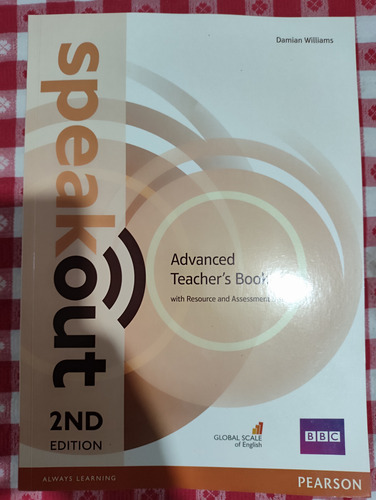 Damian Williams
speakout
2ND
EDITION
Advanced
Teacher's Book
with Resource and Assessment
GLOBAL SCALE
of English
BBC
ALWAYS LEARNING
PEARSON